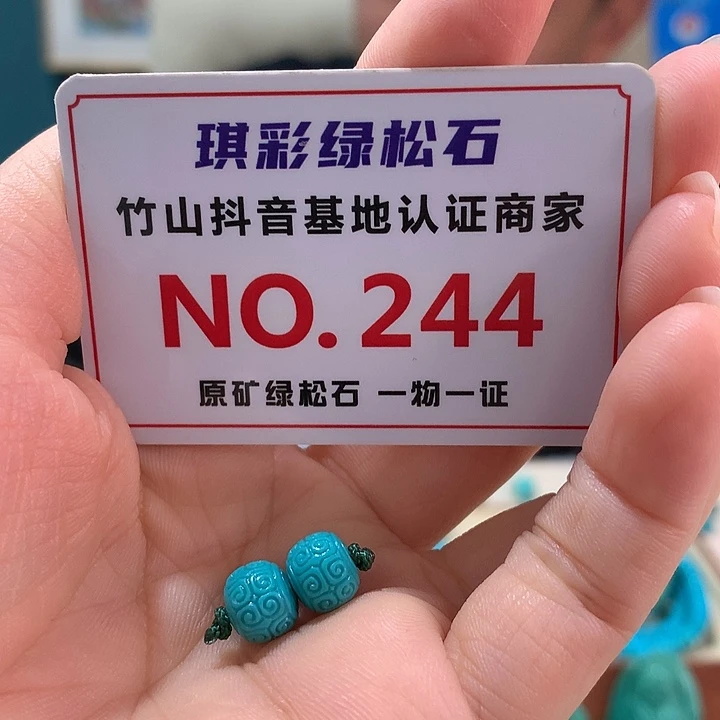 琪彩绿松石
竹山抖音基地认证商家
NO.244
原矿绿松石 一物一证